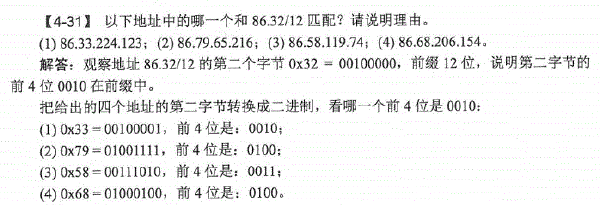 【4-31】 以下地址中的哪一个和 86.32/12 匹配？请说明理由。
(1) 86.33.224.123；(2) 86.79.65.216；(3) 86.58.119.74；(4) 86.68.206.154。
解答：观察地址 86.32/12 的第二个字节 0x32 = 00100000，前缀 12 位，说明第二字节的
前 4 位 0010 在前缀中。
把给出的四个地址的第二字节转换成二进制，看哪一个前 4 位是 0010：
(1) 0x33 = 00100001，前 4 位是：0010；
(2) 0x79 = 01001111，前 4 位是：0100；
(3) 0x58 = 00111010，前 4 位是：0011；
(4) 0x68 = 01000100，前 4 位是：0100。